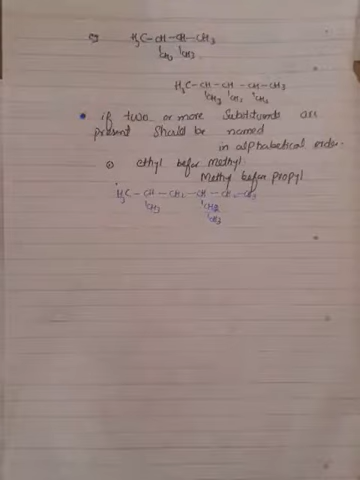 eg H₃C-CH-CH-CH₃
CH₃ CH₃
H₃C-CH-CH-CH-CH₃
CH₃ CH₃ CH₃
• if two or more Substituents are
present Should be named
in alphabetical order.
ethyl befor methyl
Methyl befor propyl
H₃C-CH-CH₂-CH-CH₂-CH₃
CH₃ CH₂
CH₃